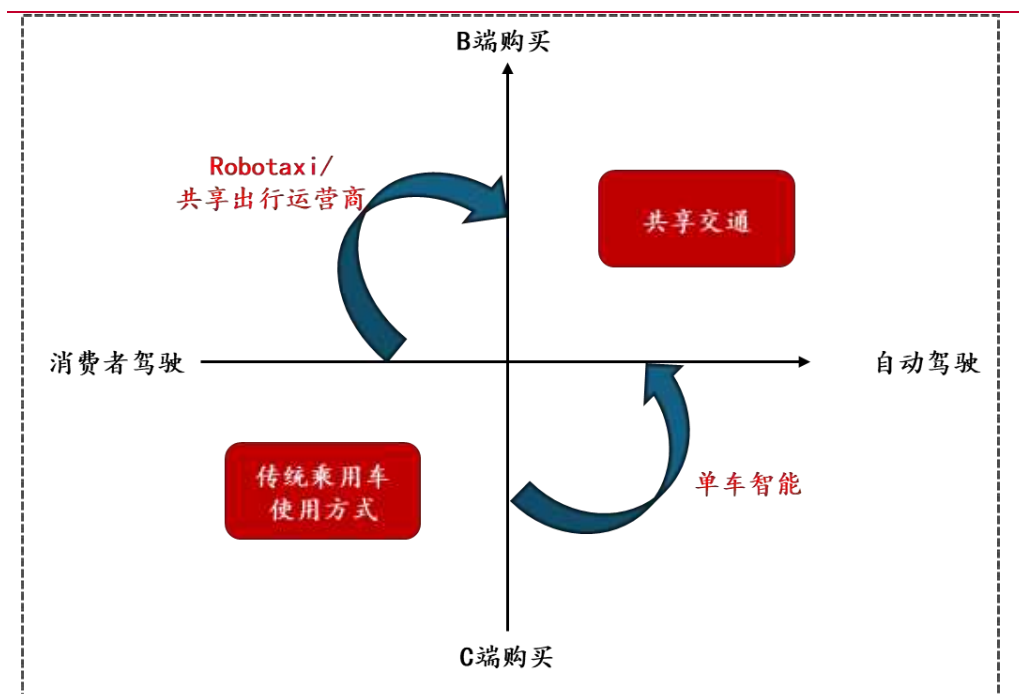 B端购买
Robotaxi/
共享出行运营商
共享交通
消费者驾驶
自动驾驶
传统乘用车
使用方式
单车智能
C端购买